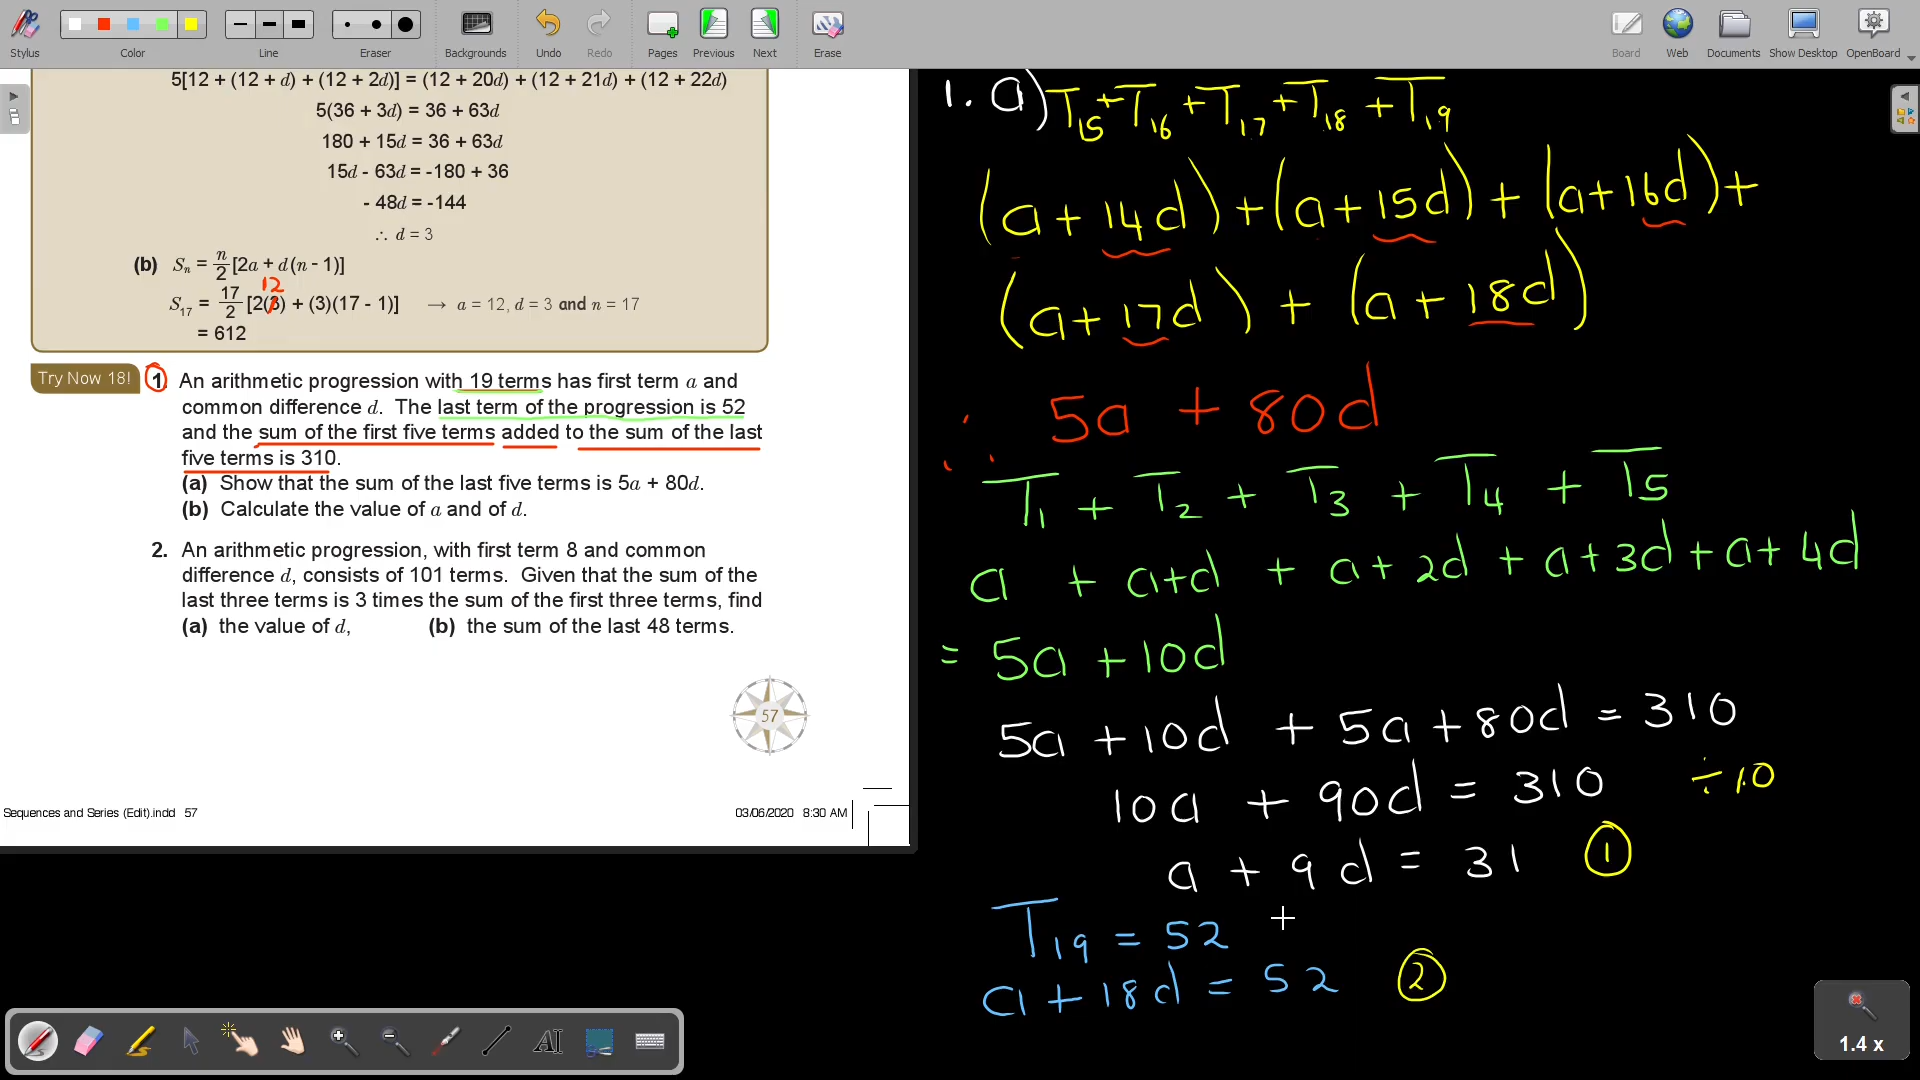 Stylus Color Line Eraser Backgrounds Undo Redo Pages Previous Next Erase Board Web Documents Show Desktop OpenBoard
5[12 + (12 + d) + (12 + 2d)] = (12 + 20d) + (12 + 21d) + (12 + 22d)
5(36 + 3d) = 36 + 63d
180 + 15d = 36 + 63d
15d - 63d = -180 + 36
- 48d = -144
∴ d = 3
(b) Sₙ = n/2 [2a + d(n - 1)]
12
S₁₇ = 17/2 [2(3) + (3)(17 - 1)] → a = 12, d = 3 and n = 17
= 612
Try Now 18!
1 An arithmetic progression with 19 terms has first term a and
common difference d. The last term of the progression is 52
and the sum of the first five terms added to the sum of the last
five terms is 310.
(a) Show that the sum of the last five terms is 5a + 80d.
(b) Calculate the value of a and of d.
2. An arithmetic progression, with first term 8 and common
difference d, consists of 101 terms. Given that the sum of the
last three terms is 3 times the sum of the first three terms, find
(a) the value of d, (b) the sum of the last 48 terms.
57
Sequences and Series (Edit).indd 57 03/06/2020 8:30 AM
1. a) T₁₅ + T₁₆ + T₁₇ + T₁₈ + T₁₉
(a + 14d) + (a + 15d) + (a + 16d) +
(a + 17d) + (a + 18d)
∴ 5a + 80d
T₁ + T₂ + T₃ + T₄ + T₅
a + a+d + a+2d + a+3d + a+4d
= 5a + 10d
5a + 10d + 5a + 80d = 310
10a + 90d = 310 ÷10
a + 9d = 31 ①
T₁₉ = 52
a + 18d = 52 ②
1.4 x